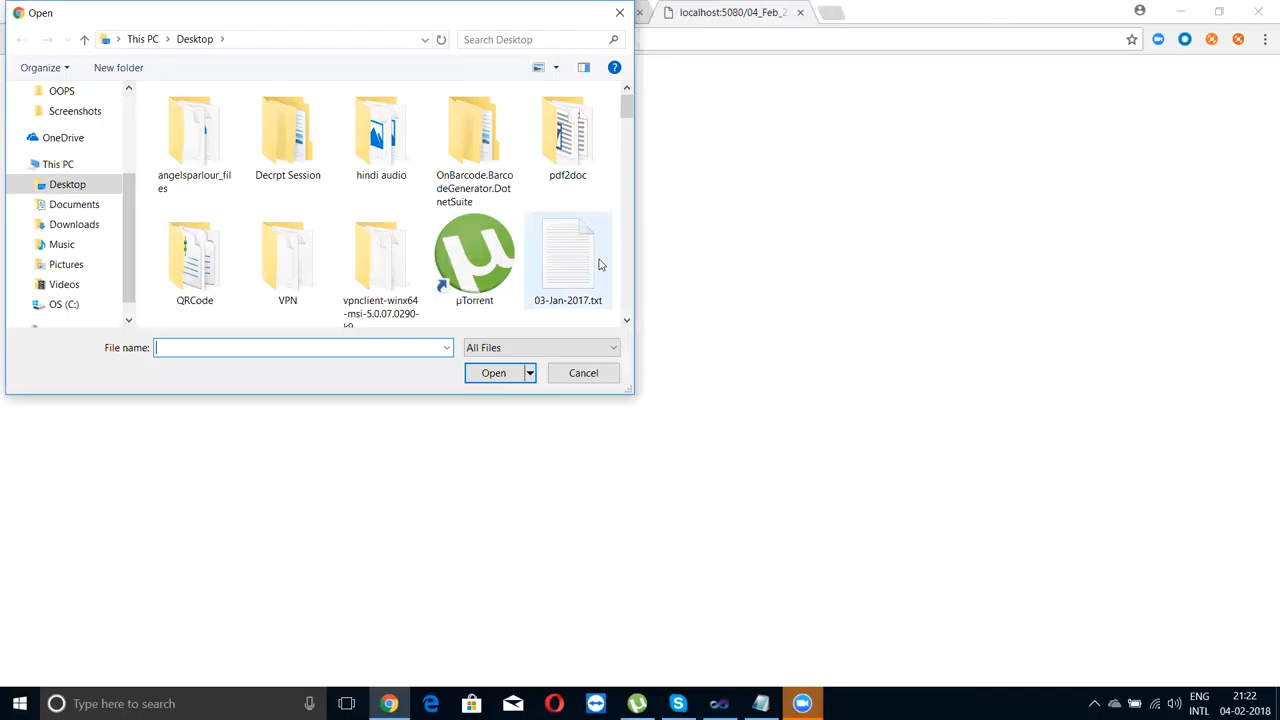 Open
localhost:5080/04_Feb_2
This PC
Desktop
Search Desktop
Organize
New folder
OOPS
Screenshots
OneDrive
This PC
Desktop
Documents
Downloads
Music
Pictures
Videos
OS (C:)
angelsparlour_fil
es
Decrpt Session
hindi audio
OnBarcode.Barco
deGenerator.Dot
netSuite
pdf2doc
QRCode
VPN
vpnclient-winx64
-msi-5.0.07.0290-
k9
µTorrent
03-Jan-2017.txt
File name:
All Files
Open
Cancel
Type here to search
ENG
INTL
21:22
04-02-2018